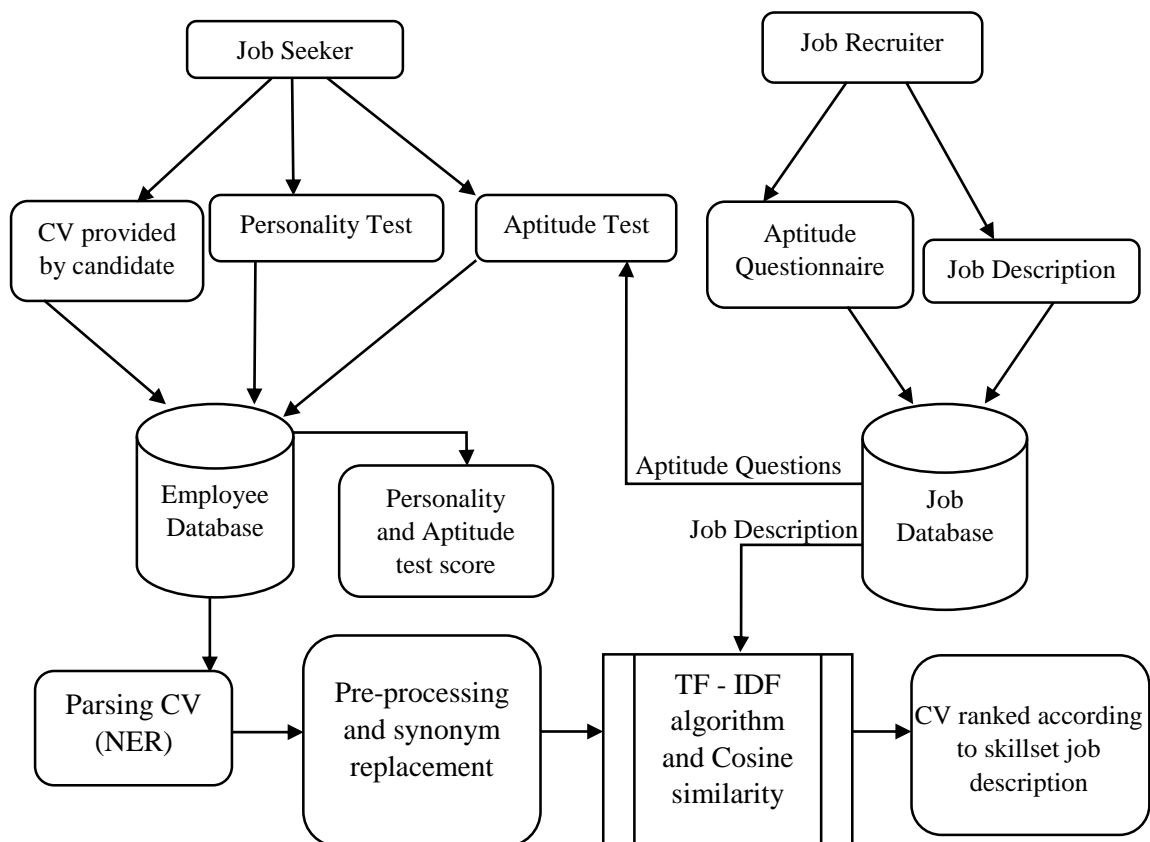 Job Seeker
Job Recruiter
CV provided
by candidate
Personality Test
Aptitude Test
Aptitude
Questionnaire
Job Description
Employee
Database
Personality
and Aptitude
test score
Aptitude Questions
Job Description
Job
Database
Parsing CV
(NER)
Pre-processing
and synonym
replacement
TF - IDF
algorithm
and Cosine
similarity
CV ranked according
to skillset job
description